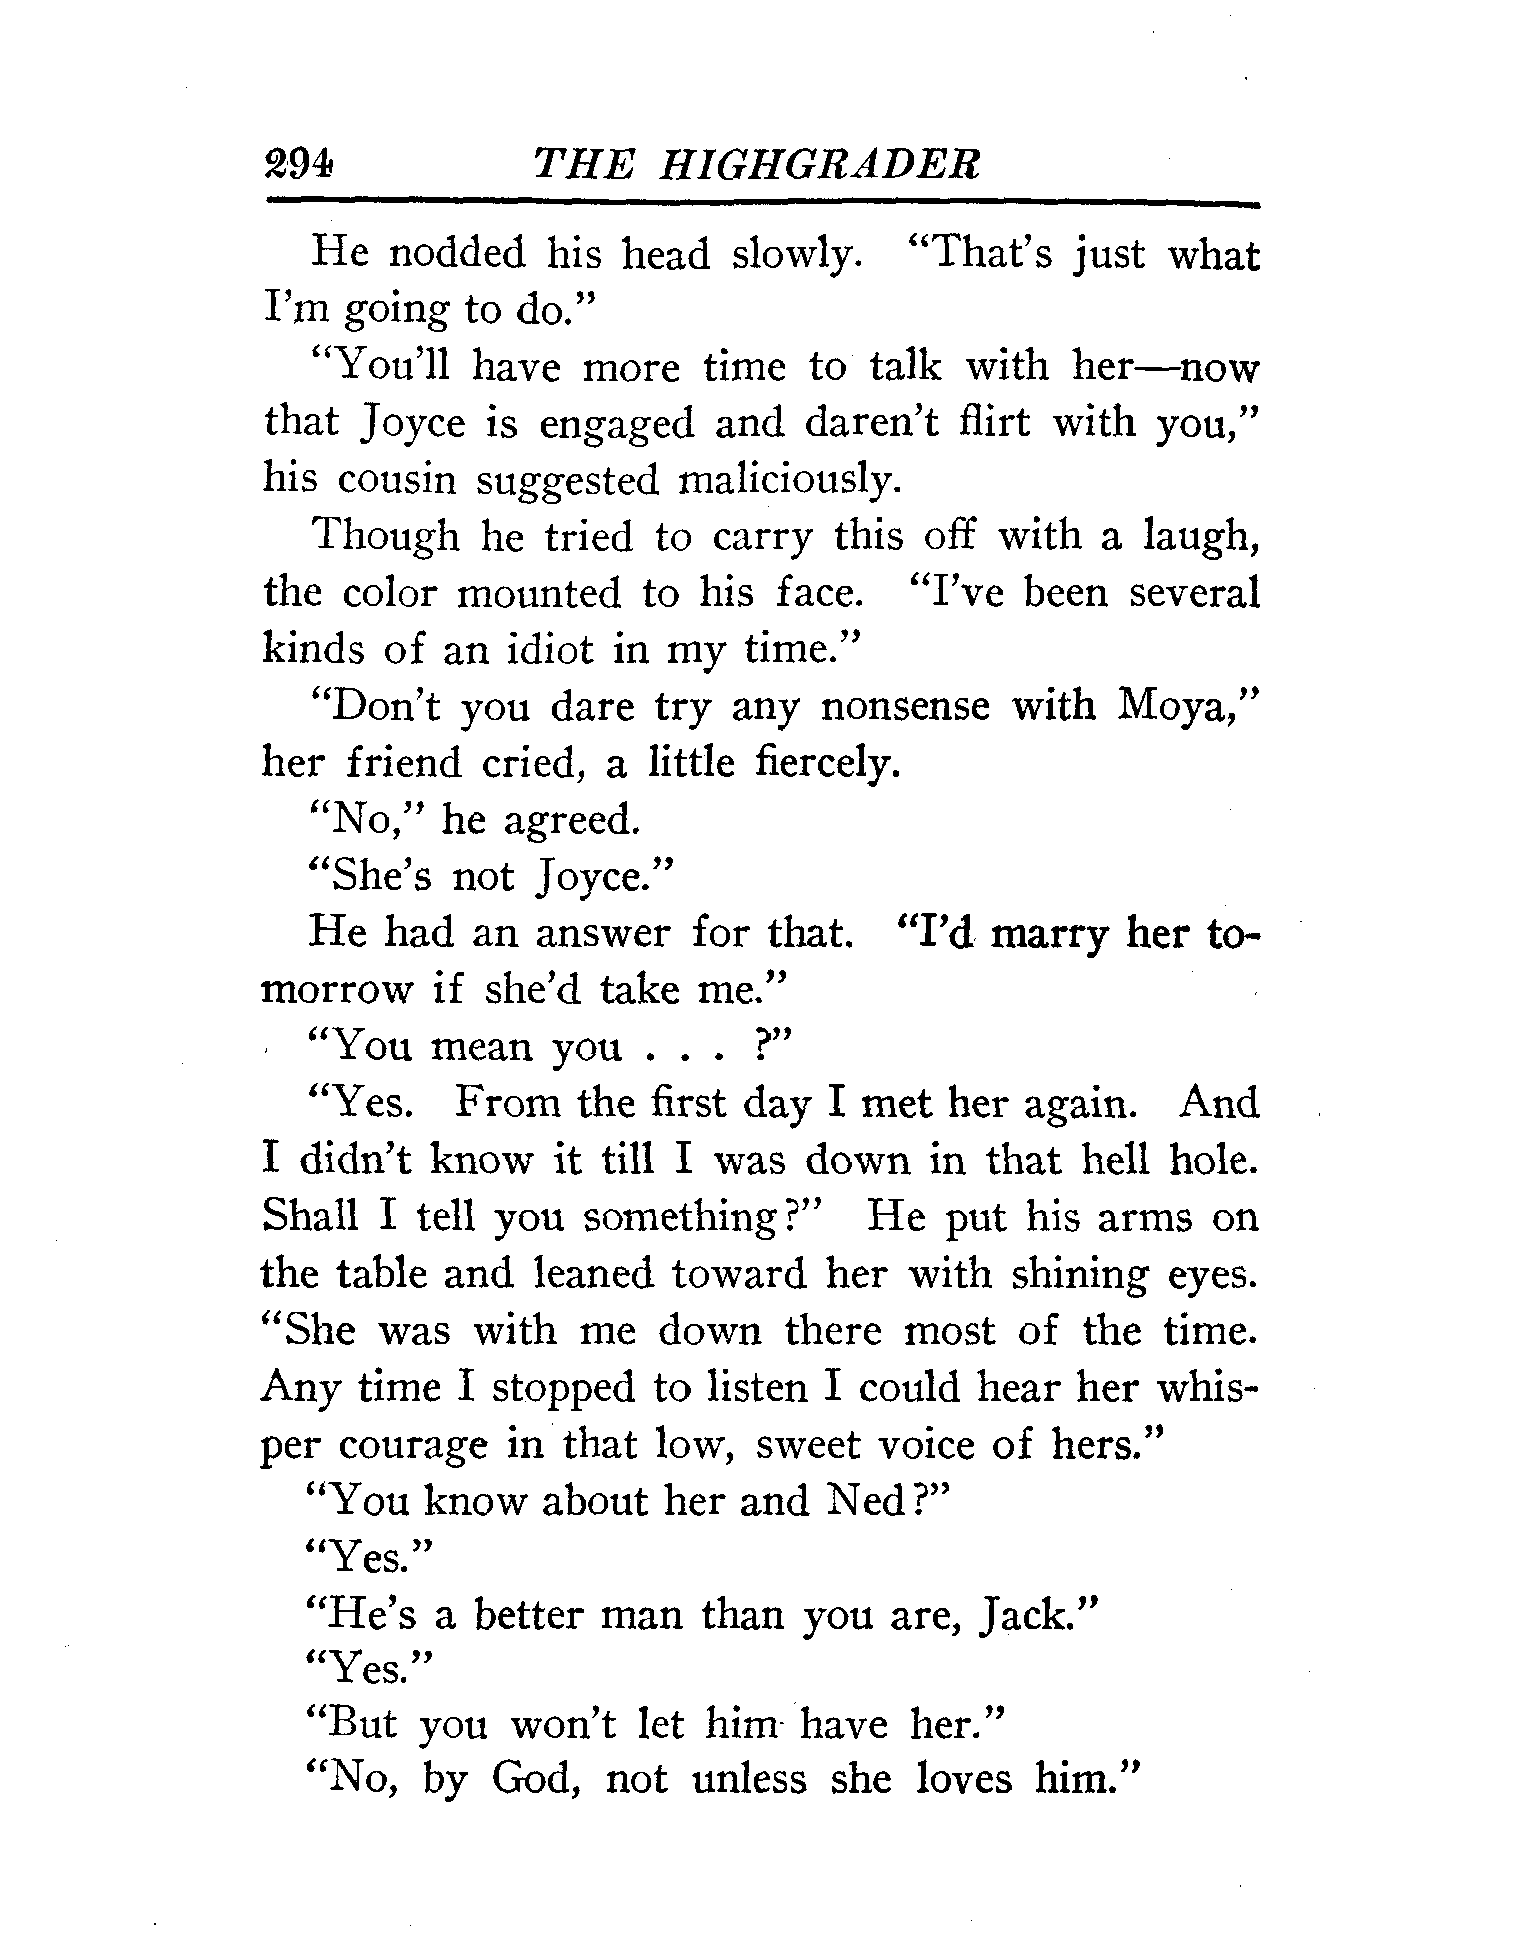 294 THE HIGHGRADER
He nodded his head slowly. “That’s just what
I’m going to do.”
“You’ll have more time to talk with her—now
that Joyce is engaged and daren’t flirt with you,”
his cousin suggested maliciously.
Though he tried to carry this off with a laugh,
the color mounted to his face. “I’ve been several
kinds of an idiot in my time.”
“Don’t you dare try any nonsense with Moya,”
her friend cried, a little fiercely.
“No,” he agreed.
“She’s not Joyce.”
He had an answer for that. “I’d marry her to-
morrow if she’d take me.”
“You mean you . . . ?”
“Yes. From the first day I met her again. And
I didn’t know it till I was down in that hell hole.
Shall I tell you something?” He put his arms on
the table and leaned toward her with shining eyes.
“She was with me down there most of the time.
Any time I stopped to listen I could hear her whis-
per courage in that low, sweet voice of hers.”
“You know about her and Ned?”
“Yes.”
“He’s a better man than you are, Jack.”
“Yes.”
“But you won’t let him have her.”
“No, by God, not unless she loves him.”